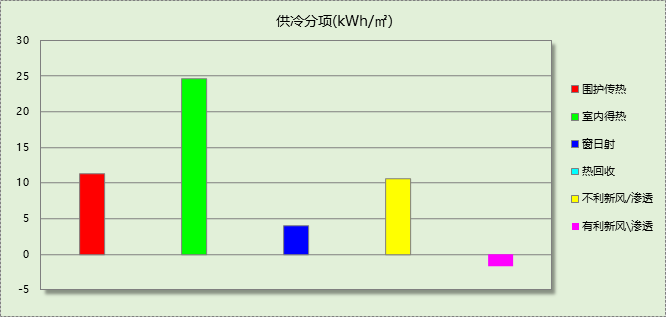 供冷分项(kWh/㎡)
30
25
20
15
10
5
0
-5
围护传热
室内得热
窗日射
热回收
不利新风/渗透
有利新风\渗透